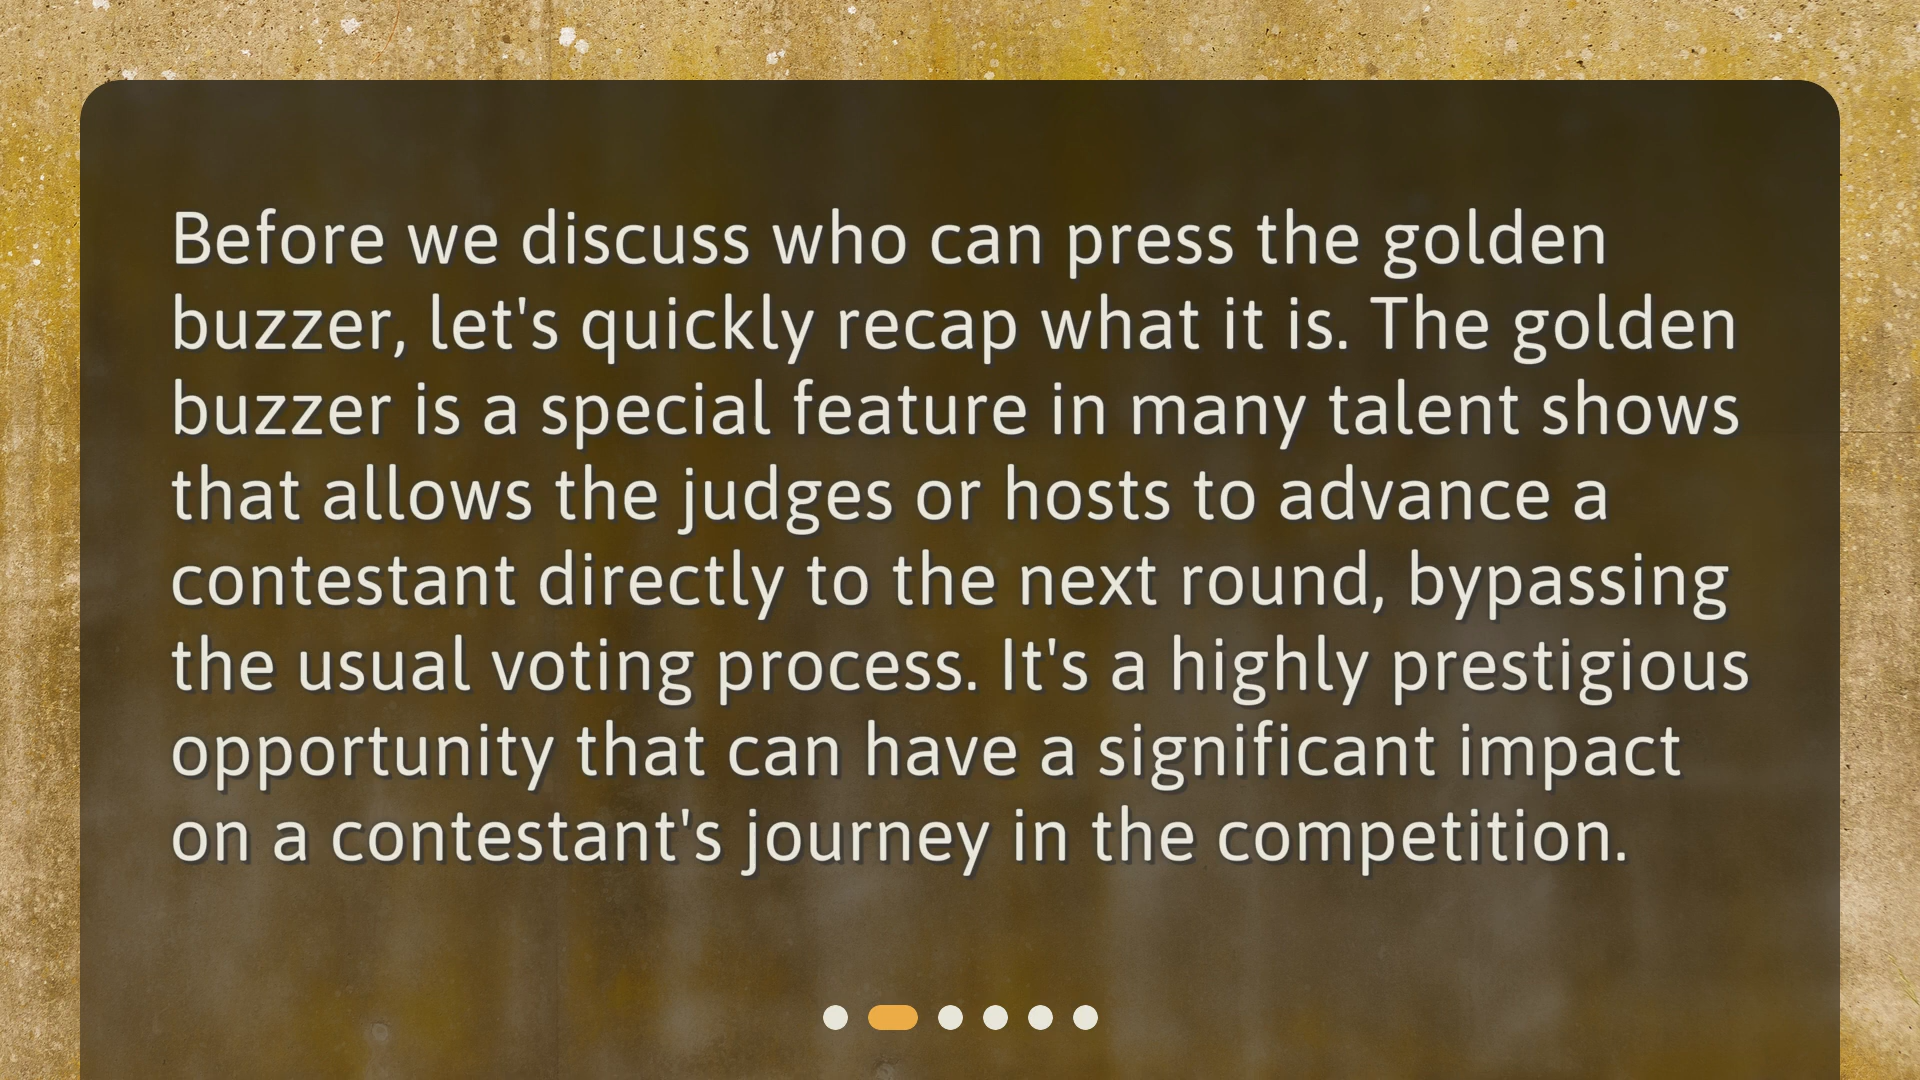 Before we discuss who can press the golden
buzzer, let's quickly recap what it is. The golden
buzzer is a special feature in many talent shows
that allows the judges or hosts to advance a
contestant directly to the next round, bypassing
the usual voting process. It's a highly prestigious
opportunity that can have a significant impact
on a contestant's journey in the competition.